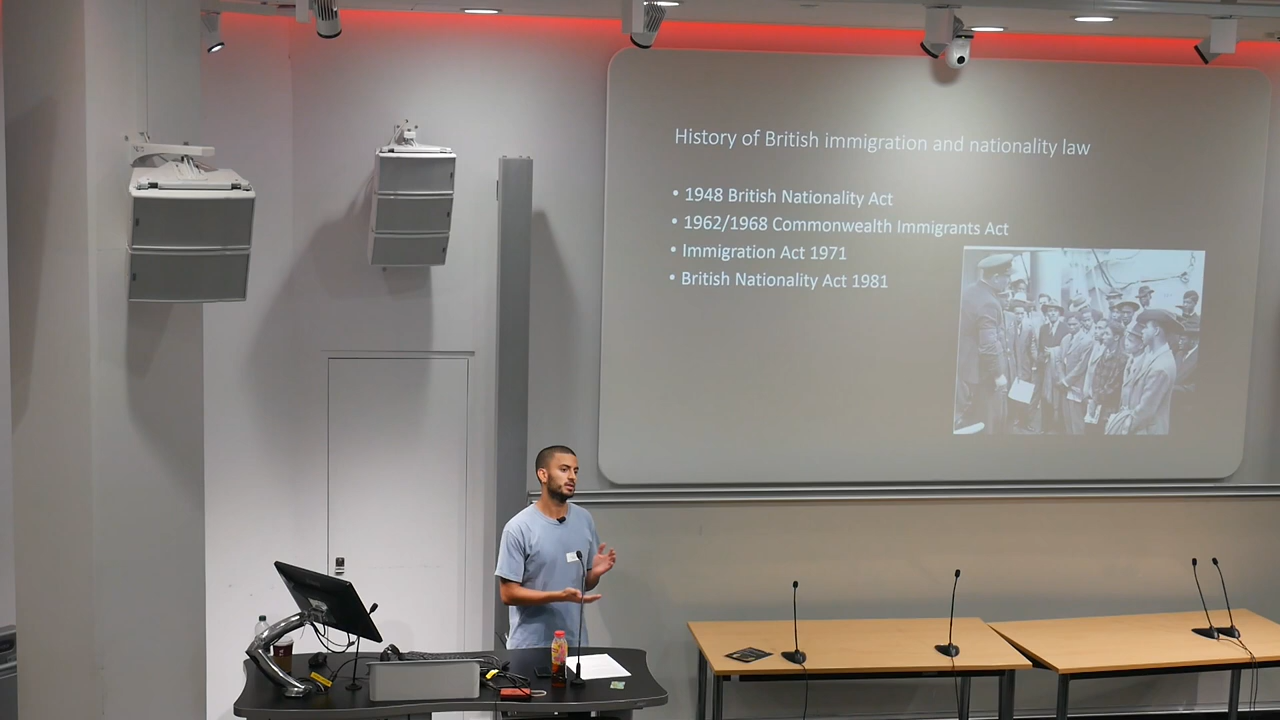 History of British immigration and nationality law
• 1948 British Nationality Act
• 1962/1968 Commonwealth Immigrants Act
• Immigration Act 1971
• British Nationality Act 1981